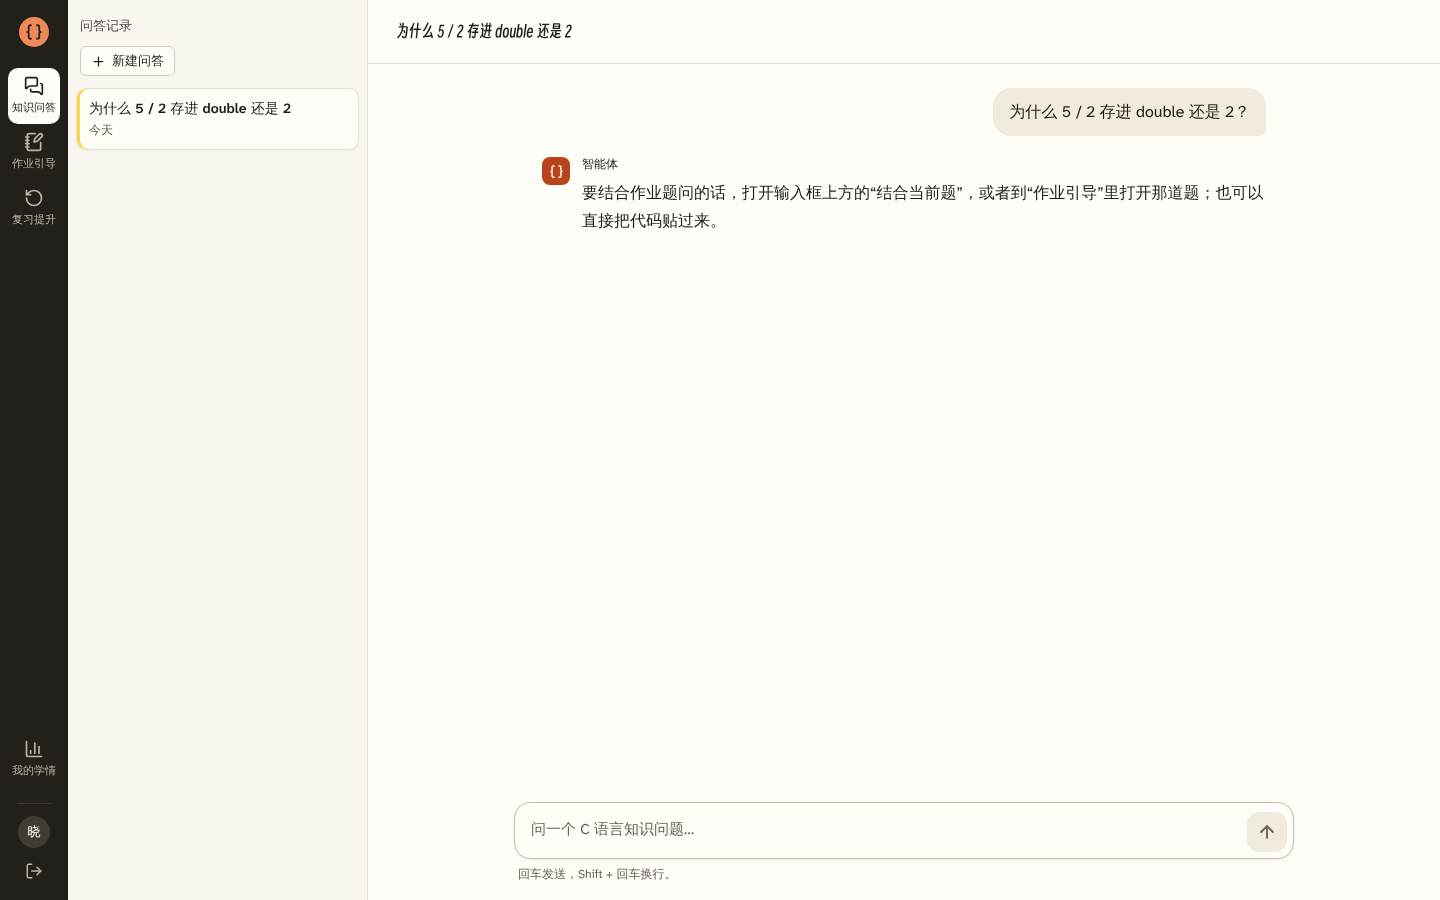 { }
知识问答
作业引导
复习提升
我的学情
晓
问答记录
+ 新建问答
为什么 5 / 2 存进 double 还是 2
今天
为什么 5 / 2 存进 double 还是 2
为什么 5 / 2 存进 double 还是 2？
{ }
智能体
要结合作业题问的话，打开输入框上方的“结合当前题”，或者到“作业引导”里打开那道题；也可以
直接把代码贴过来。
问一个 C 语言知识问题...
回车发送，Shift + 回车换行。